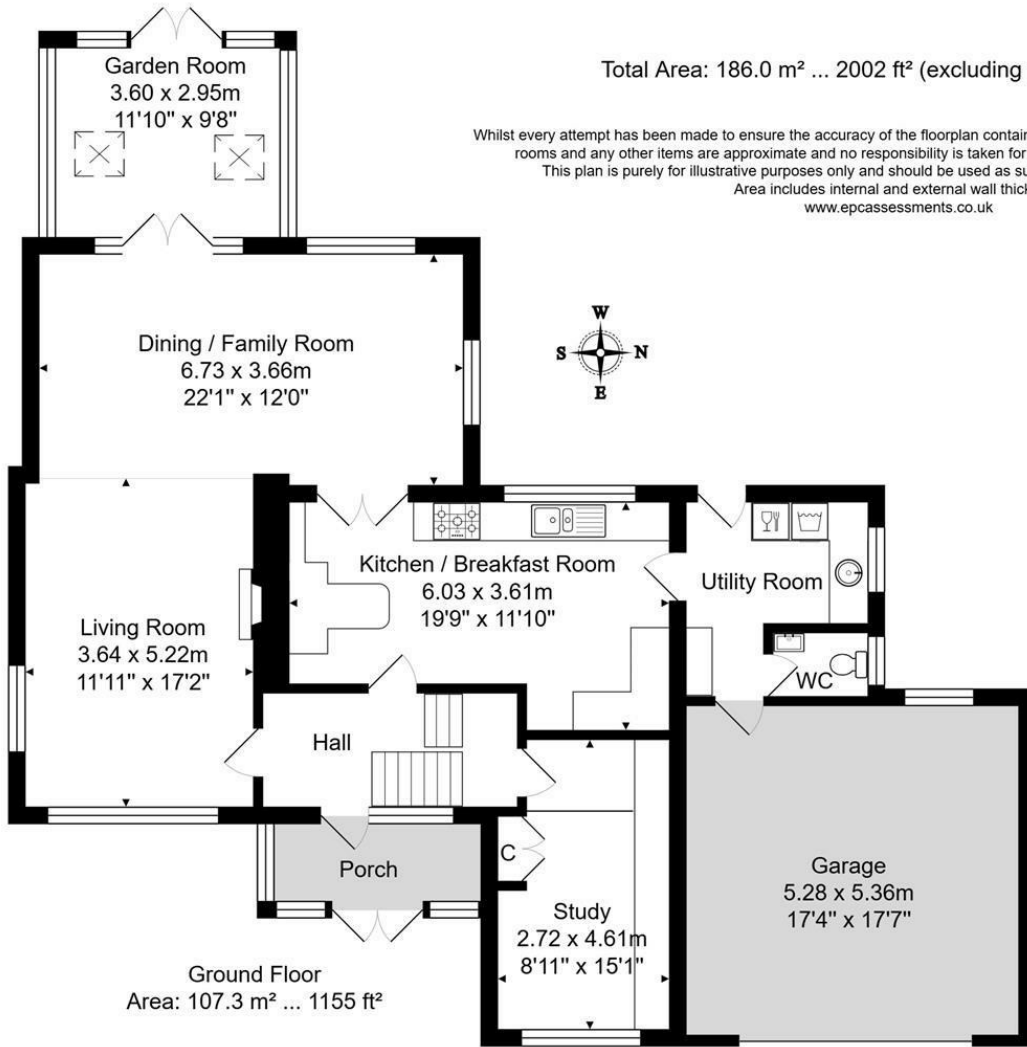 Total Area: 186.0 m² ... 2002 ft² (excluding
Whilst every attempt has been made to ensure the accuracy of the floorplan contain
rooms and any other items are approximate and no responsibility is taken for
This plan is purely for illustrative purposes only and should be used as su
Area includes internal and external wall thick
www.epcassessments.co.uk
Garden Room
3.60 x 2.95m
11'10" x 9'8"
W
S
N
E
Dining / Family Room
6.73 x 3.66m
22'1" x 12'0"
Kitchen / Breakfast Room
6.03 x 3.61m
19'9" x 11'10"
Utility Room
Living Room
3.64 x 5.22m
11'11" x 17'2"
WC
Hall
Porch
C
Study
2.72 x 4.61m
8'11" x 15'1"
Garage
5.28 x 5.36m
17'4" x 17'7"
Ground Floor
Area: 107.3 m² ... 1155 ft²